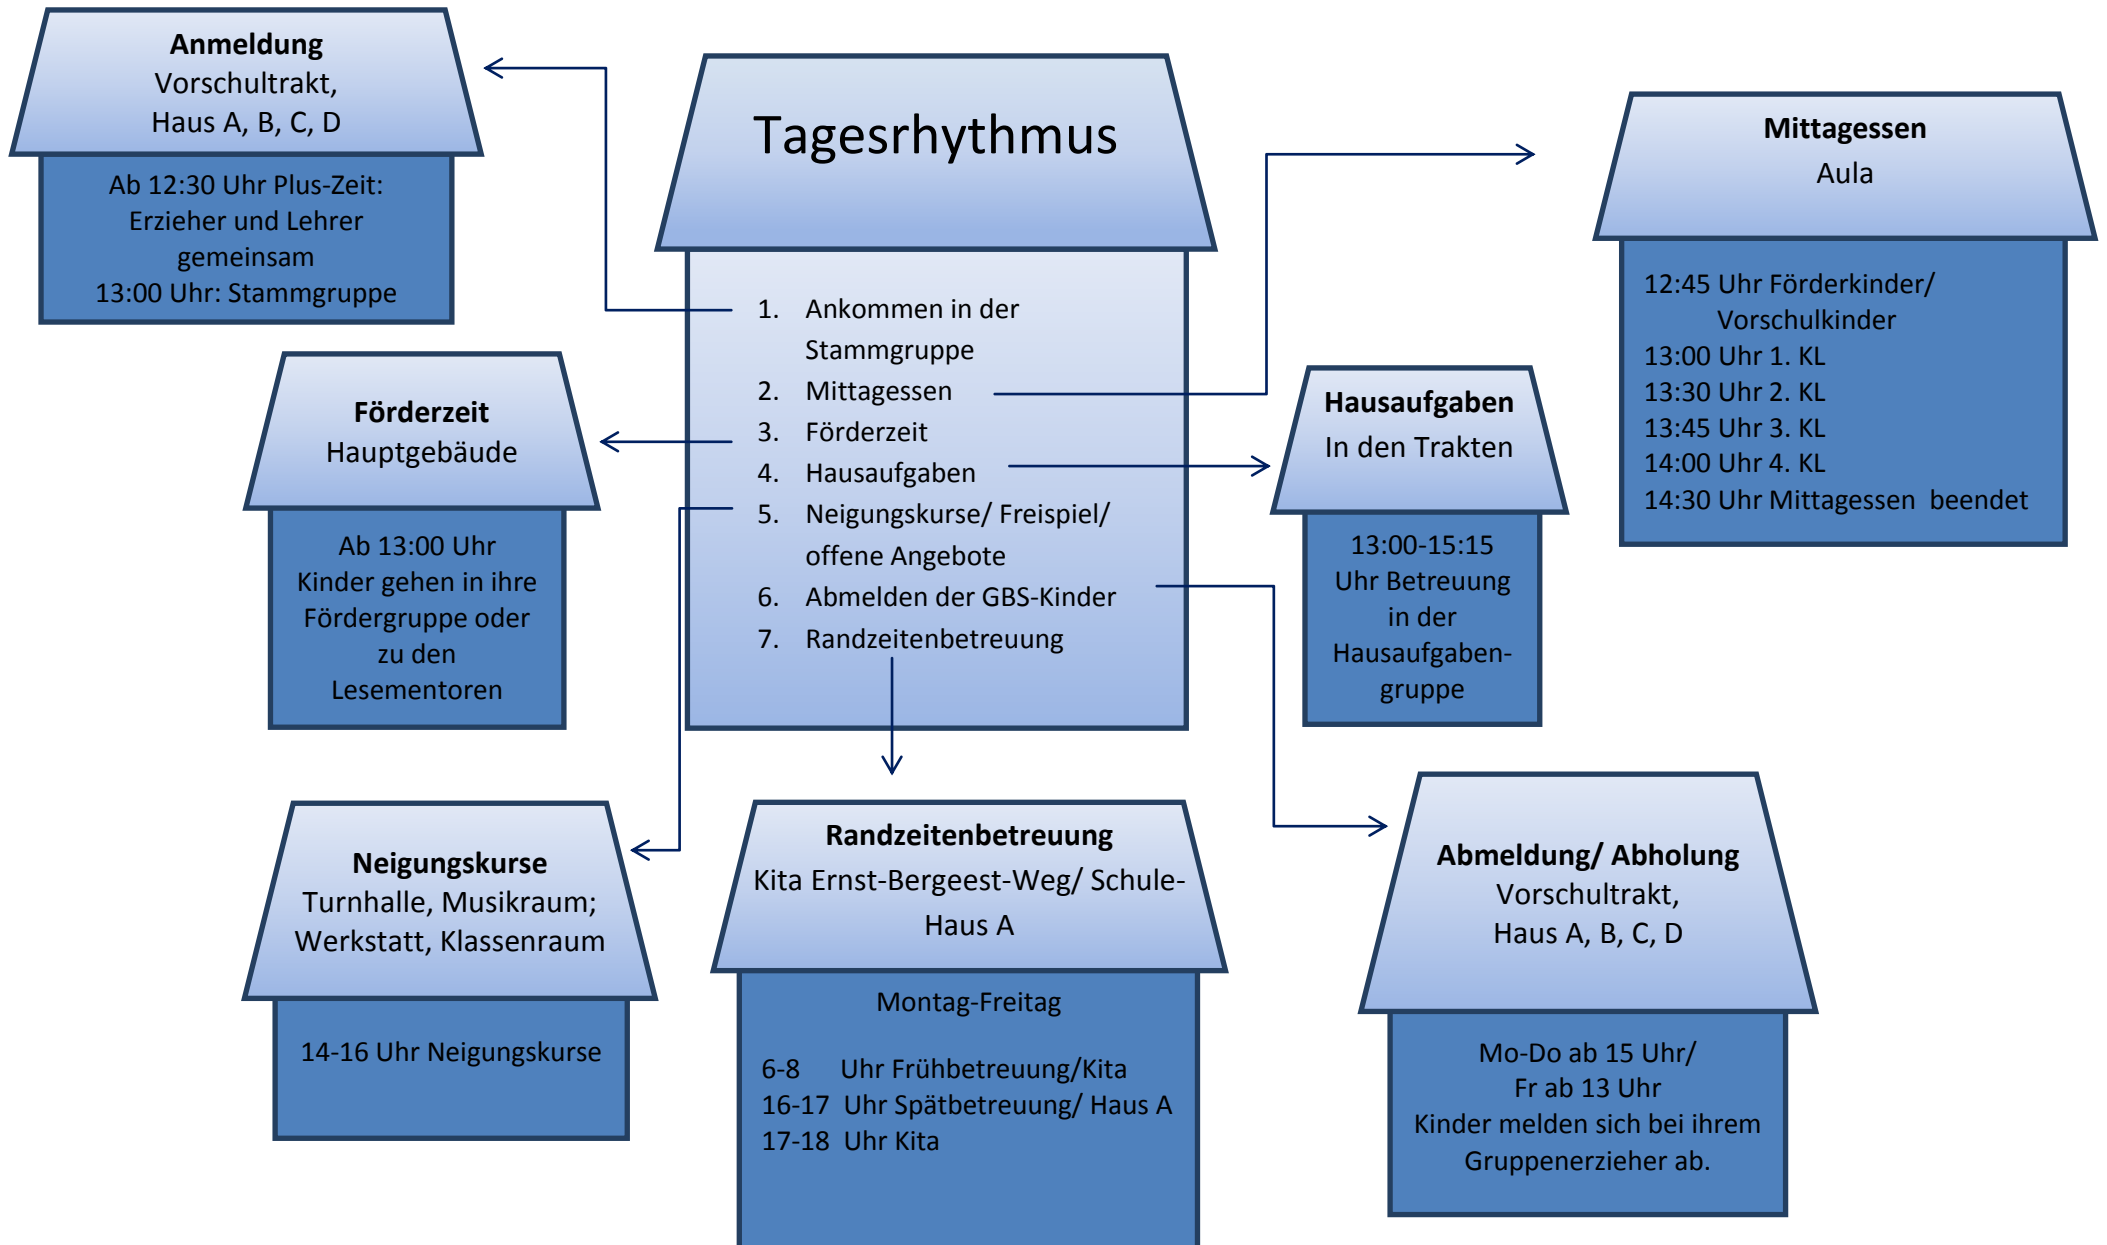 Anmeldung
Vorschultrakt,
Haus A, B, C, D
Ab 12:30 Uhr Plus-Zeit:
Erzieher und Lehrer
gemeinsam
13:00 Uhr: Stammgruppe
Tagesrhythmus
1. Ankommen in der
Stammgruppe
2. Mittagessen
3. Förderzeit
4. Hausaufgaben
5. Neigungskurse/ Freispiel/
offene Angebote
6. Abmelden der GBS-Kinder
7. Randzeitenbetreuung
Mittagessen
Aula
12:45 Uhr Förderkinder/
Vorschulkinder
13:00 Uhr 1. KL
13:30 Uhr 2. KL
13:45 Uhr 3. KL
14:00 Uhr 4. KL
14:30 Uhr Mittagessen beendet
Förderzeit
Hauptgebäude
Ab 13:00 Uhr
Kinder gehen in ihre
Fördergruppe oder
zu den
Lesementoren
Hausaufgaben
In den Trakten
13:00-15:15
Uhr Betreuung
in der
Hausaufgaben-
gruppe
Neigungskurse
Turnhalle, Musikraum;
Werkstatt, Klassenraum
14-16 Uhr Neigungskurse
Randzeitenbetreuung
Kita Ernst-Bergeest-Weg/ Schule-
Haus A
Montag-Freitag
6-8 Uhr Frühbetreuung/Kita
16-17 Uhr Spätbetreuung/ Haus A
17-18 Uhr Kita
Abmeldung/ Abholung
Vorschultrakt,
Haus A, B, C, D
Mo-Do ab 15 Uhr/
Fr ab 13 Uhr
Kinder melden sich bei ihrem
Gruppenerzieher ab.